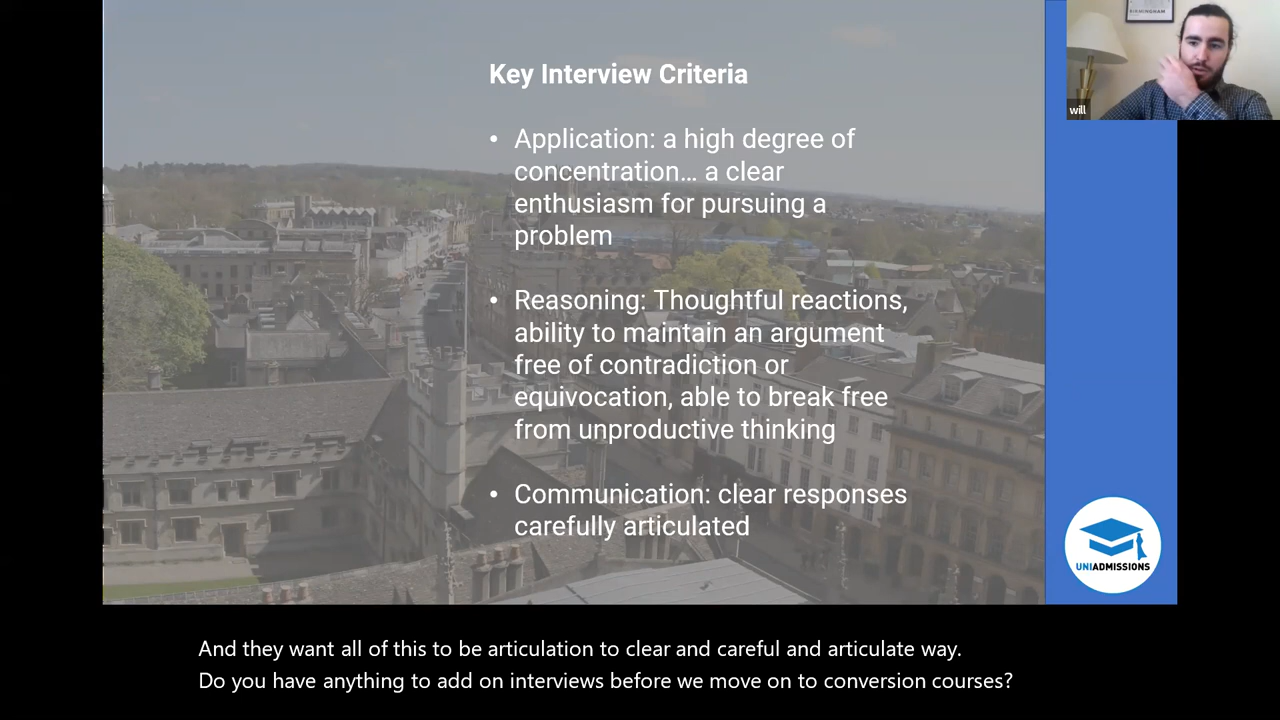 BIRMINGHAM
will
Key Interview Criteria
• Application: a high degree of
concentration… a clear
enthusiasm for pursuing a
problem
• Reasoning: Thoughtful reactions,
ability to maintain an argument
free of contradiction or
equivocation, able to break free
from unproductive thinking
• Communication: clear responses
carefully articulated
UNIADMISSIONS
And they want all of this to be articulation to clear and careful and articulate way.
Do you have anything to add on interviews before we move on to conversion courses?